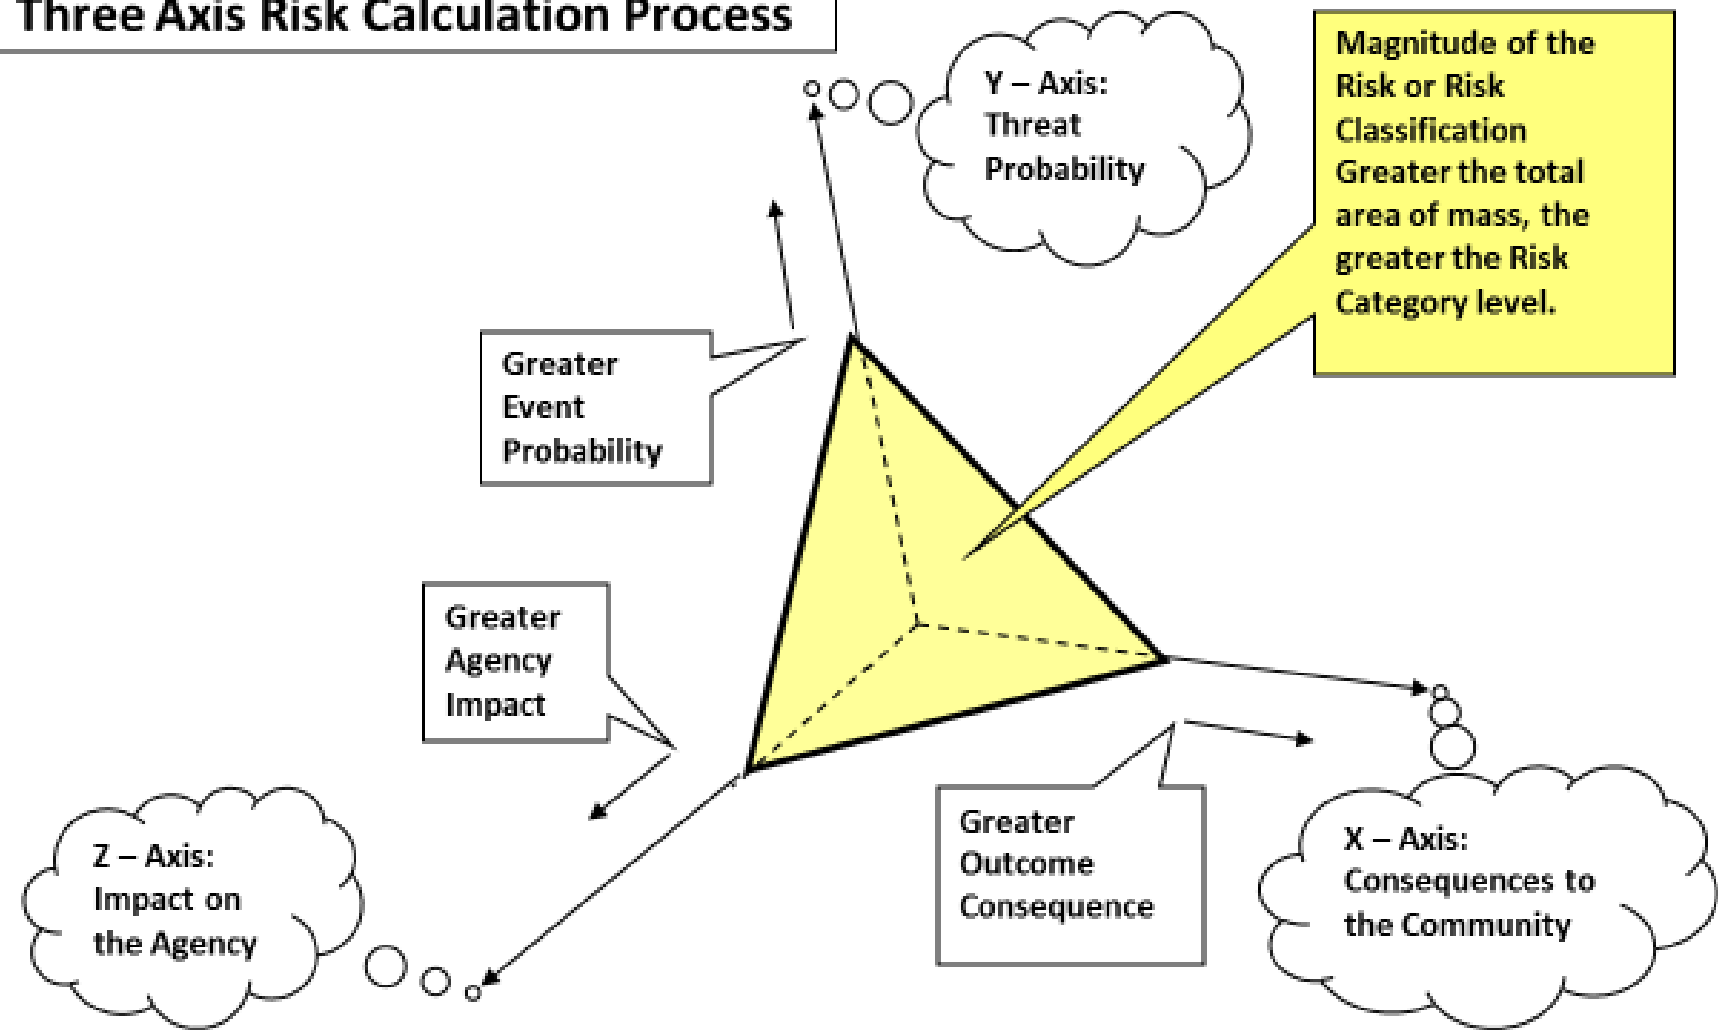 Three Axis Risk Calculation Process
Y – Axis:
Threat
Probability
Magnitude of the
Risk or Risk
Classification
Greater the total
area of mass, the
greater the Risk
Category level.
Greater
Event
Probability
Greater
Agency
Impact
Z – Axis:
Impact on
the Agency
Greater
Outcome
Consequence
X – Axis:
Consequences to
the Community